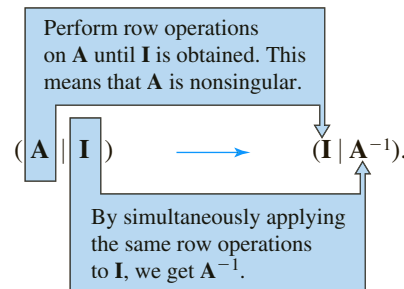 Perform row operations
on A until I is obtained. This
means that A is nonsingular.
( A | I ) → (I | A⁻¹).
By simultaneously applying
the same row operations
to I, we get A⁻¹.